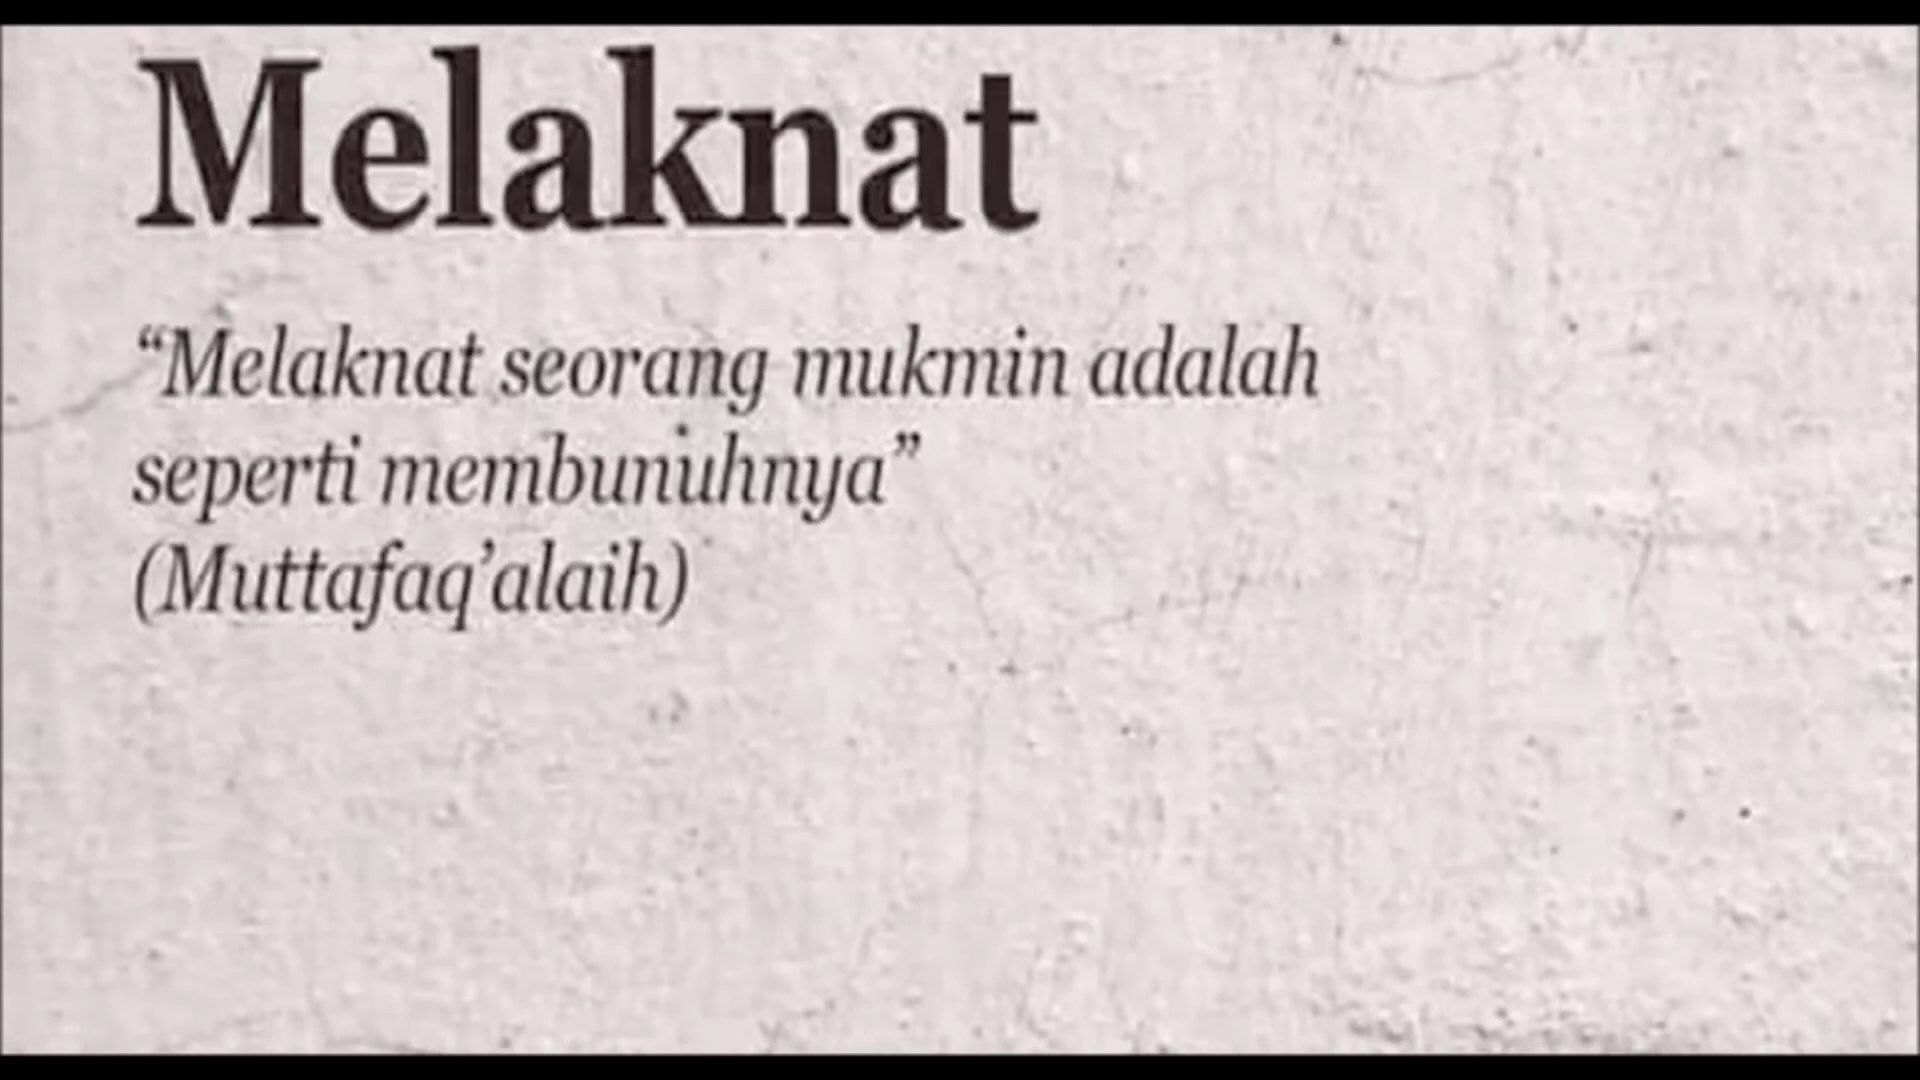 Melaknat
“Melaknat seorang mukmin adalah
seperti membunuhnya”
(Muttafaq’alaih)